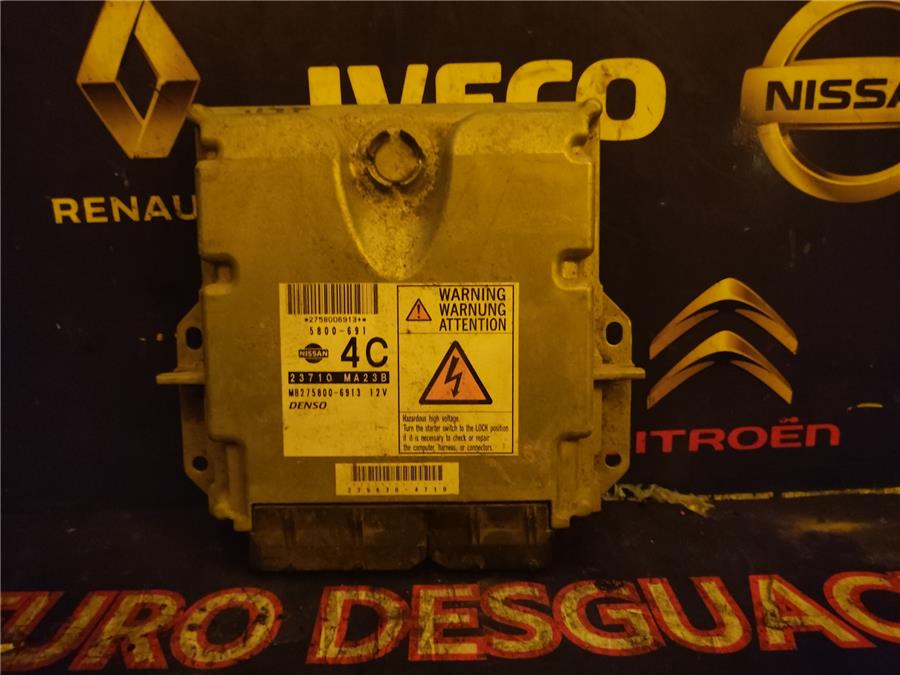 IVECO
NISSA
RENAU
WARNING
WARNUNG
ATTENTION
*2758006913+*
5800-691
NISSAN 4C
23710 MA23B
MB275800-6913 12V
DENSO
Hazardous high voltage.
Turn the starter switch to the LOCK position
if it is necessary to check or repair
the computer, harness, or connectors.
ITROËN
URO DESGUAC